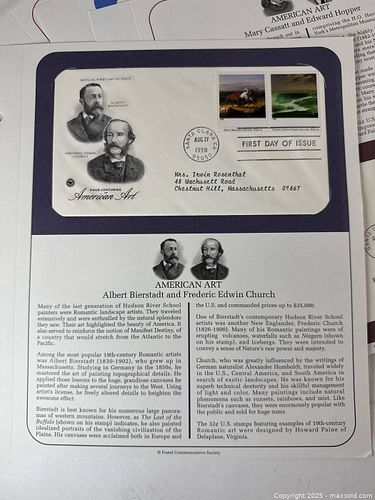 AMERICAN ART
Mary Cassatt and Edward Hopper
OFFICIAL FIRST DAY OF ISSUE
ALBERT
BIERSTADT
FREDERIC EDWIN
CHURCH
FOUR CENTURIES
of
American Art
SANTA CLARA CA
AUG 27
1998
95050
FIRST DAY OF ISSUE
Mrs. Irwin Rosenthal
48 Wachusett Road
Chestnut Hill, Massachusetts 02467
AMERICAN ART
Albert Bierstadt and Frederic Edwin Church
Many of the last generation of Hudson River School
painters were Romantic landscape artists. They traveled
extensively and were enthralled by the natural splendors
they saw. Their art highlighted the beauty of America. It
also served to reinforce the notion of Manifest Destiny, of
a country that would stretch from the Atlantic to the
Pacific.
Among the most popular 19th-century Romantic artists
was Albert Bierstadt (1830-1902), who grew up in
Massachusetts. Studying in Germany in the 1850s, he
mastered the art of painting topographical details. He
applied those lessons to the huge, grandiose canvases he
painted after making several journeys to the West. Using
artist's license, he freely altered details to heighten the
awesome effect.
Bierstadt is best known for his numerous large panora-
mas of western mountains. However, as The Last of the
Buffalo (shown on his stamp) indicates, he also painted
idealized portraits of the vanishing civilization of the
Plains. His canvases were acclaimed both in Europe and
the U.S. and commanded prices up to $35,000.
One of Bierstadt's contemporary Hudson River School
artists was another New Englander, Frederic Church
(1826-1900). Many of his Romantic paintings were of
erupting volcanoes, waterfalls such as Niagara (shown
on his stamp), and icebergs. They were intended to
convey a sense of Nature's raw power and majesty.
Church, who was greatly influenced by the writings of
German naturalist Alexander Humboldt, traveled widely
in the U.S., Central America, and South America in
search of exotic landscapes. He was known for his
superb technical dexterity and his skillful management
of light and color. Many paintings include natural
phenomena such as sunsets, rainbows, and mist. Like
Bierstadt's canvases, they were enormously popular with
the public and sold for huge sums.
The 32¢ U.S. stamps featuring examples of 19th-century
Romantic art were designed by Howard Paine of
Delaplane, Virginia.
© Postal Commemorative Society
Copyright 2025 - maxsold.com